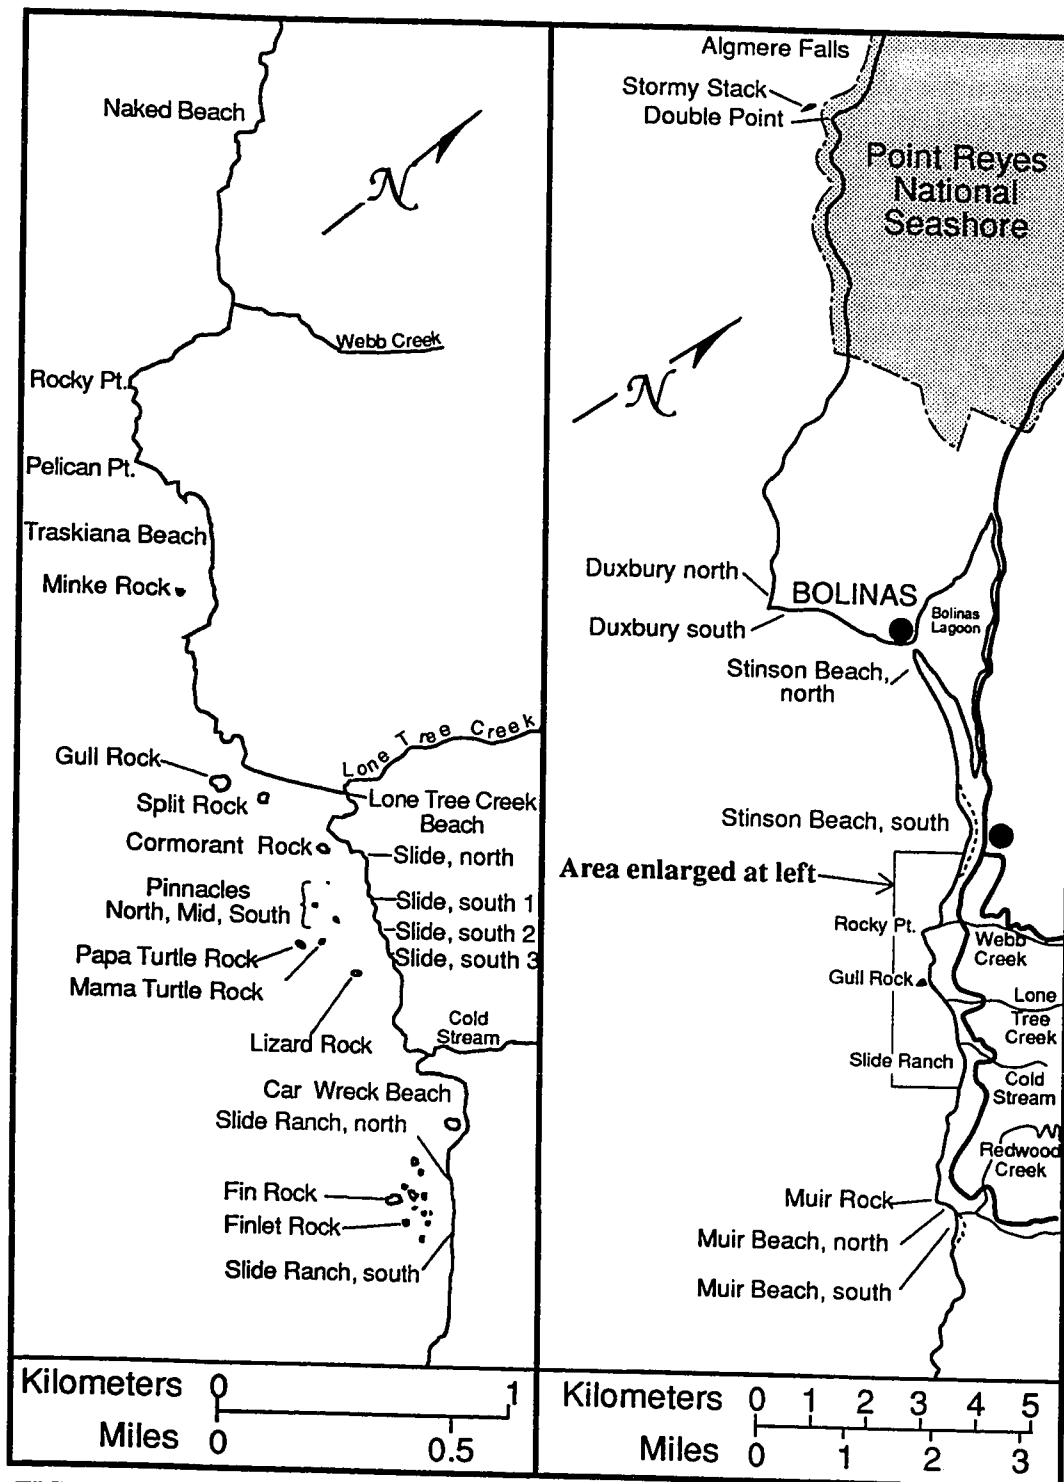 Naked Beach
N
Webb Creek
Rocky Pt.
Pelican Pt.
Traskiana Beach
Minke Rock
Lone Tree Creek
Gull Rock
Split Rock
Lone Tree Creek
Beach
Cormorant Rock
Slide, north
Pinnacles
North, Mid, South
Slide, south 1
Slide, south 2
Papa Turtle Rock
Slide, south 3
Mama Turtle Rock
Lizard Rock
Cold
Stream
Car Wreck Beach
Slide Ranch, north
Fin Rock
Finlet Rock
Slide Ranch, south
Kilometers 0 1
Miles 0 0.5
Algmere Falls
Stormy Stack
Double Point
Point Reyes
National
Seashore
N
Duxbury north
BOLINAS
Bolinas
Lagoon
Duxbury south
Stinson Beach,
north
Stinson Beach, south
Area enlarged at left
Rocky Pt.
Webb
Creek
Gull Rock
Lone
Tree
Creek
Slide Ranch
Cold
Stream
Redwood
Creek
Muir Rock
Muir Beach, north
Muir Beach, south
Kilometers 0 1 2 3 4 5
Miles 0 1 2 3